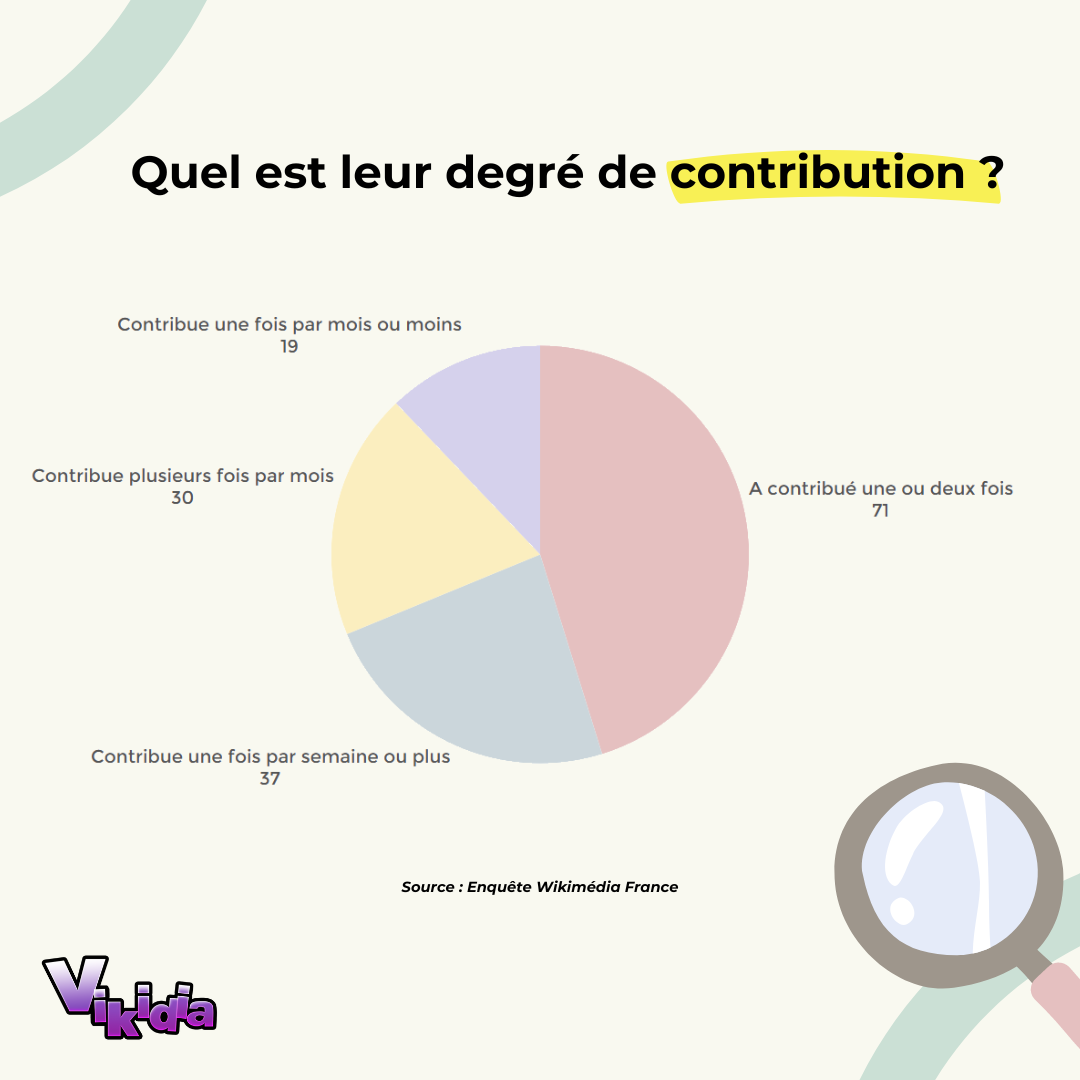 Quel est leur degré de contribution ?
Contribue une fois par mois ou moins
19
Contribue plusieurs fois par mois
30
A contribué une ou deux fois
71
Contribue une fois par semaine ou plus
37
Source : Enquête Wikimédia France
Vikidia